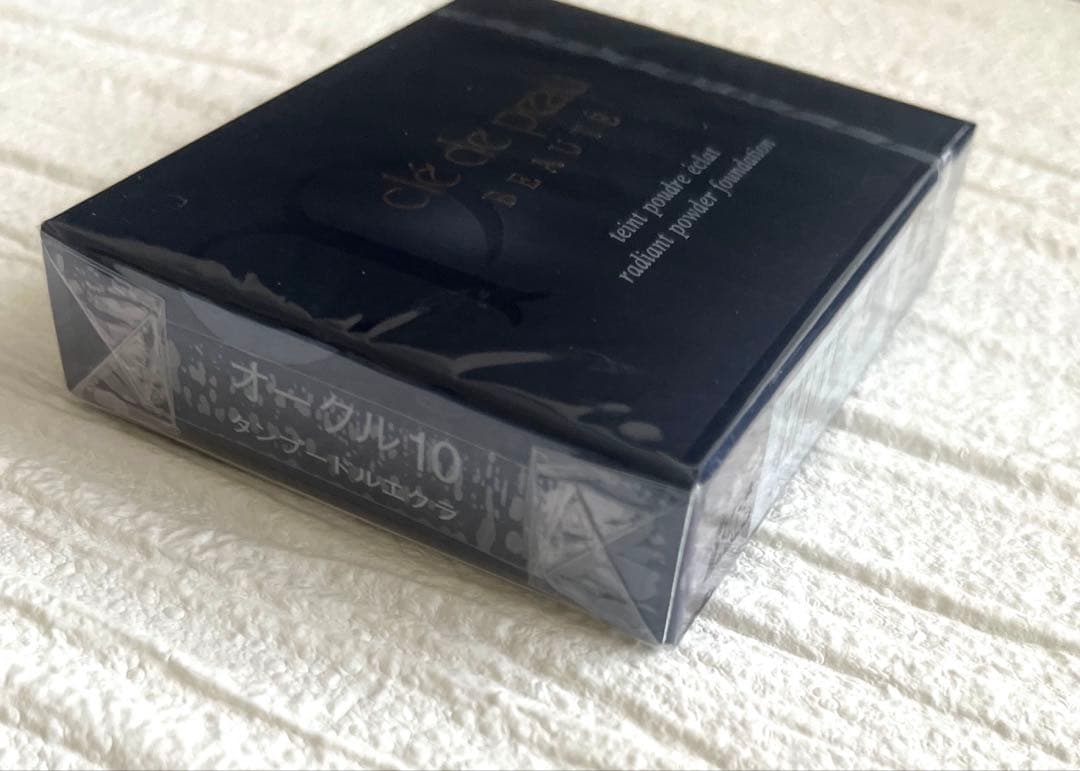 clé de peau
BEAUTÉ
teint poudre éclat
radiant powder foundation
オークル10
タンプードルエクラ